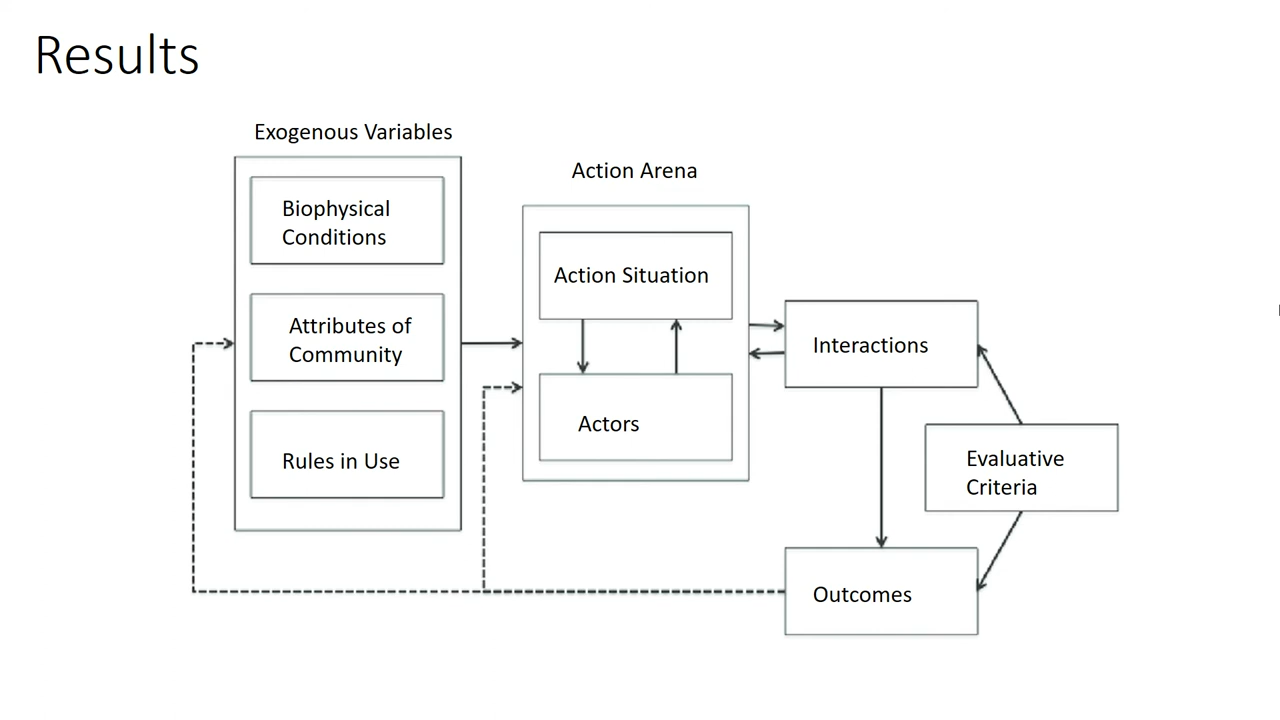 Results
Exogenous Variables
Biophysical
Conditions
Attributes of
Community
Rules in Use
Action Arena
Action Situation
Actors
Interactions
Evaluative
Criteria
Outcomes